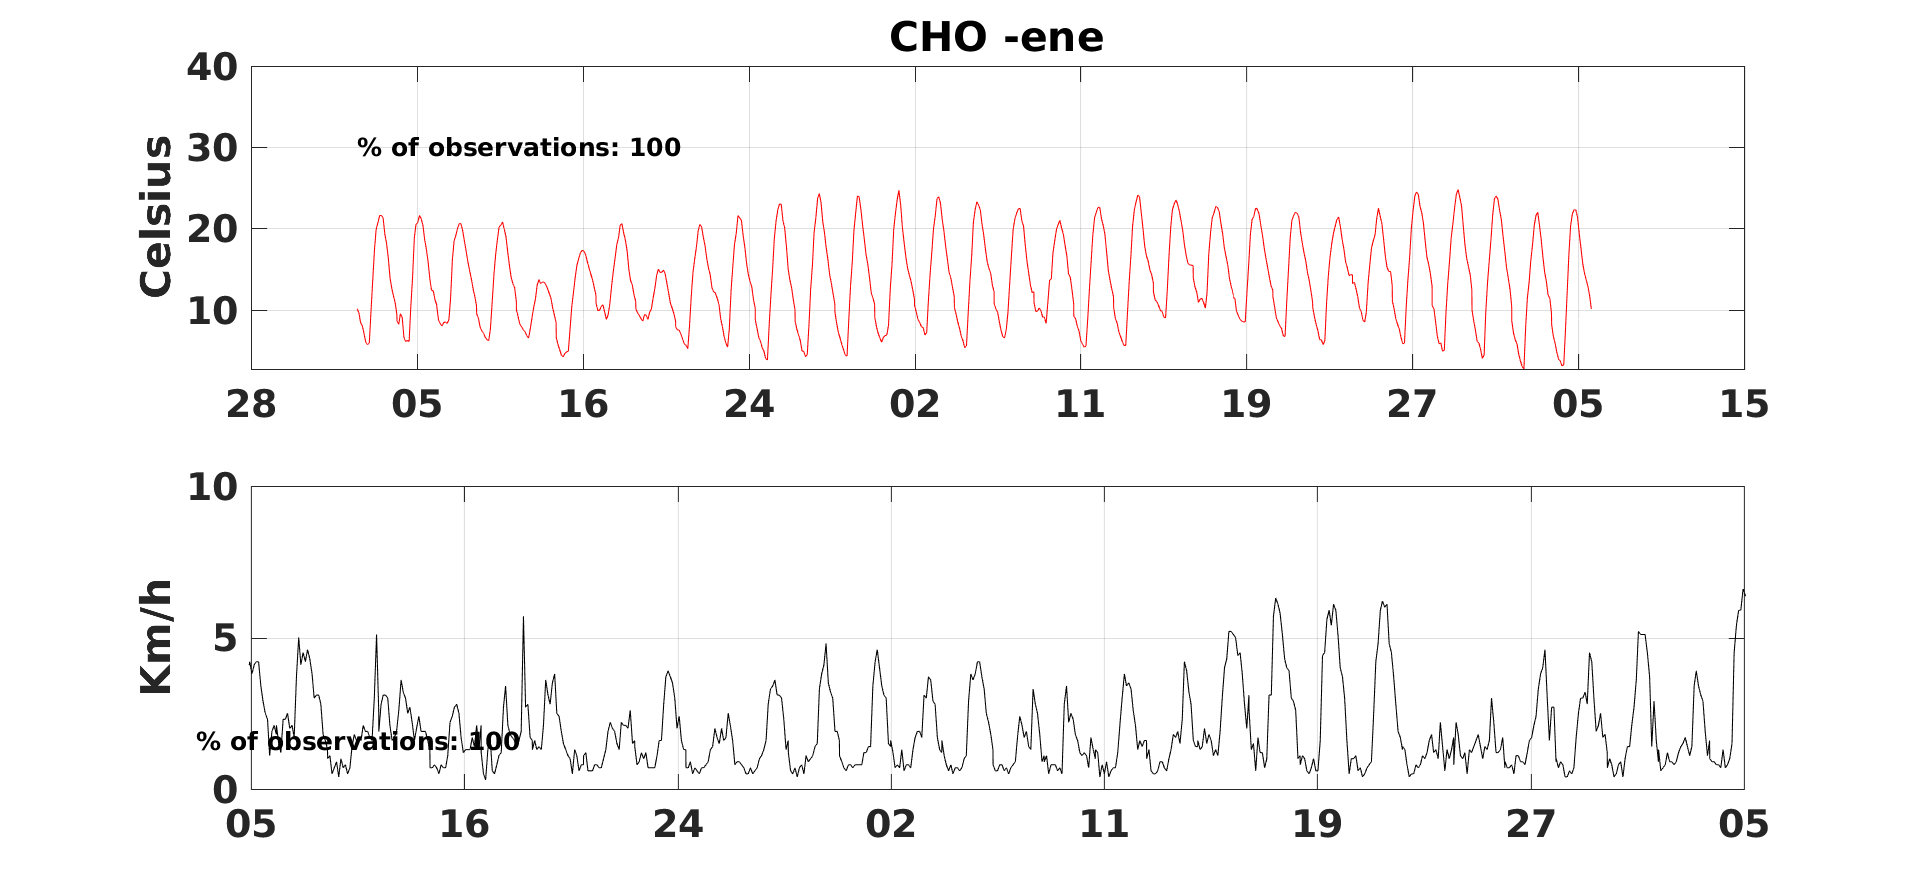 CHO -ene
Celsius
40
30
20
10
% of observations: 100
28 05 16 24 02 11 19 27 05 15
Km/h
10
5
0
% of observations: 100
05 16 24 02 11 19 27 05